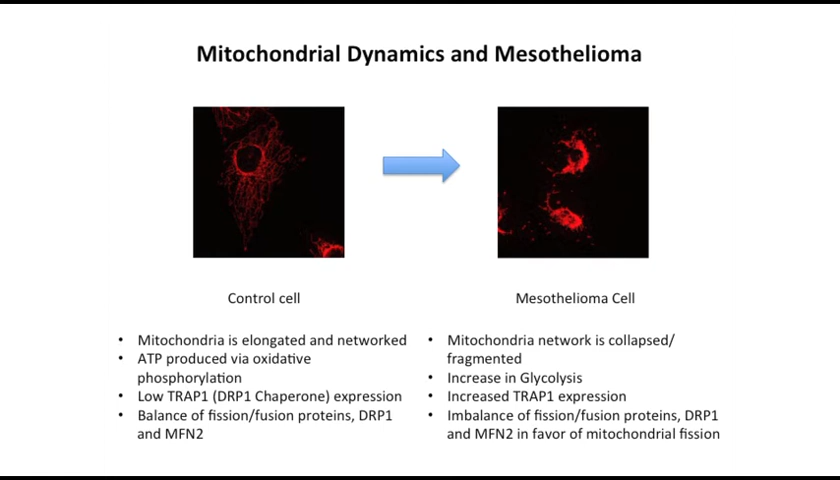 Mitochondrial Dynamics and Mesothelioma
Control cell
Mesothelioma Cell
• Mitochondria is elongated and networked
• ATP produced via oxidative
phosphorylation
• Low TRAP1 (DRP1 Chaperone) expression
• Balance of fission/fusion proteins, DRP1
and MFN2
• Mitochondria network is collapsed/
fragmented
• Increase in Glycolysis
• Increased TRAP1 expression
• Imbalance of fission/fusion proteins, DRP1
and MFN2 in favor of mitochondrial fission